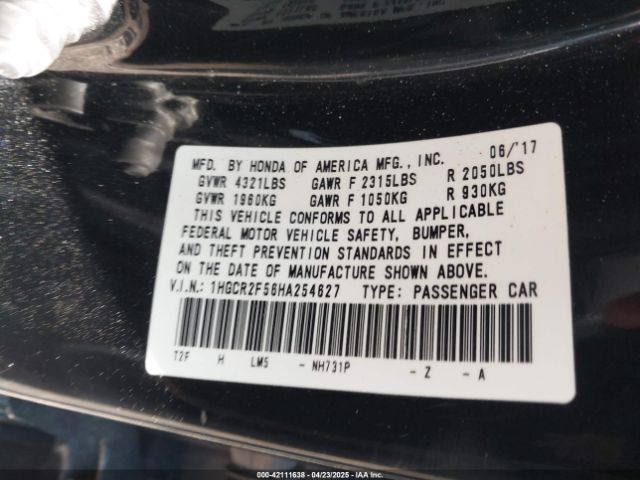 MFD. BY HONDA OF AMERICA MFG., INC. 06/'17
GVWR 4321LBS GAWR F 2315LBS R 2050LBS
GVWR 1960KG GAWR F 1050KG R 930KG
THIS VEHICLE CONFORMS TO ALL APPLICABLE
FEDERAL MOTOR VEHICLE SAFETY, BUMPER,
AND THEFT PREVENTION STANDARDS IN EFFECT
ON THE DATE OF MANUFACTURE SHOWN ABOVE.
V.I.N.: 1HGCR2F56HA254627 TYPE: PASSENGER CAR
T2F H LM5 - NH731P - Z - A
000-42111638 - 04/23/2025 - IAAI.COM